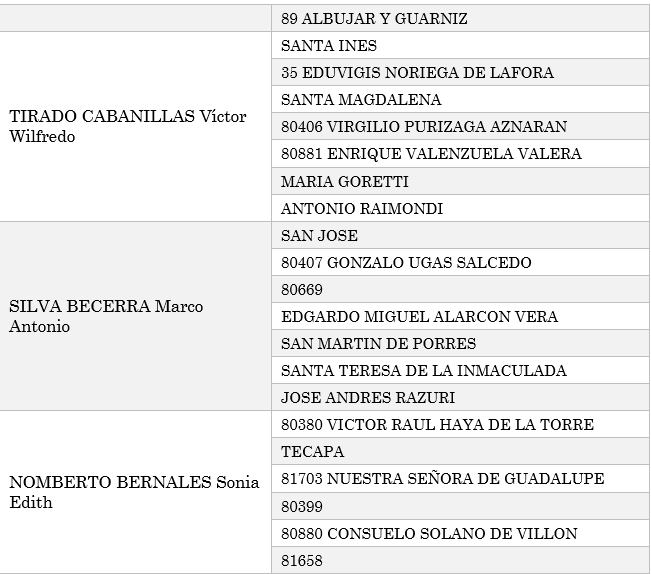 89 ALBUJAR Y GUARNIZ
TIRADO CABANILLAS Víctor
Wilfredo
SANTA INES
35 EDUVIGIS NORIEGA DE LAFORA
SANTA MAGDALENA
80406 VIRGILIO PURIZAGA AZNARAN
80881 ENRIQUE VALENZUELA VALERA
MARIA GORETTI
ANTONIO RAIMONDI
SILVA BECERRA Marco
Antonio
SAN JOSE
80407 GONZALO UGAS SALCEDO
80669
EDGARDO MIGUEL ALARCON VERA
SAN MARTIN DE PORRES
SANTA TERESA DE LA INMACULADA
JOSE ANDRES RAZURI
NOMBERTO BERNALES Sonia
Edith
80380 VICTOR RAUL HAYA DE LA TORRE
TECAPA
81703 NUESTRA SEÑORA DE GUADALUPE
80399
80880 CONSUELO SOLANO DE VILLON
81658